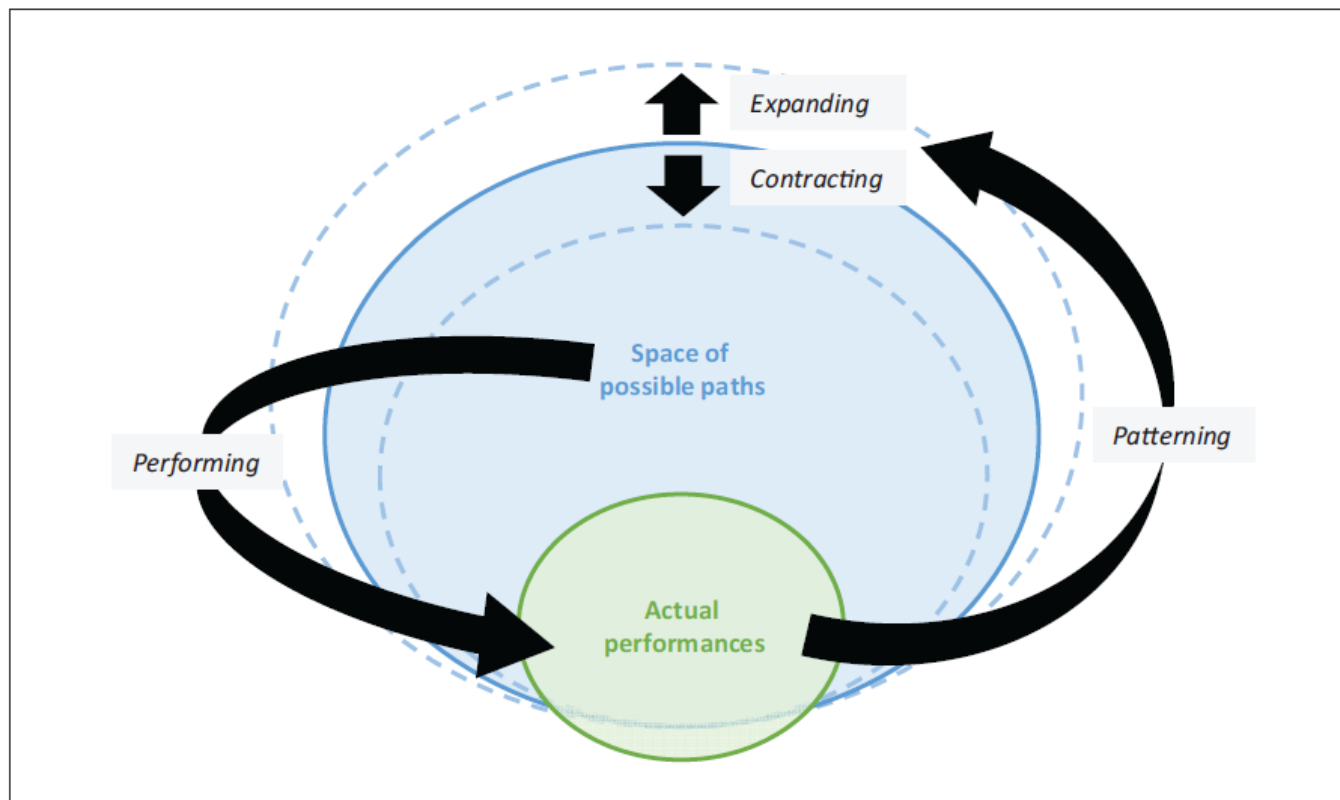 Expanding
Contracting
Space of
possible paths
Performing
Patterning
Actual
performances